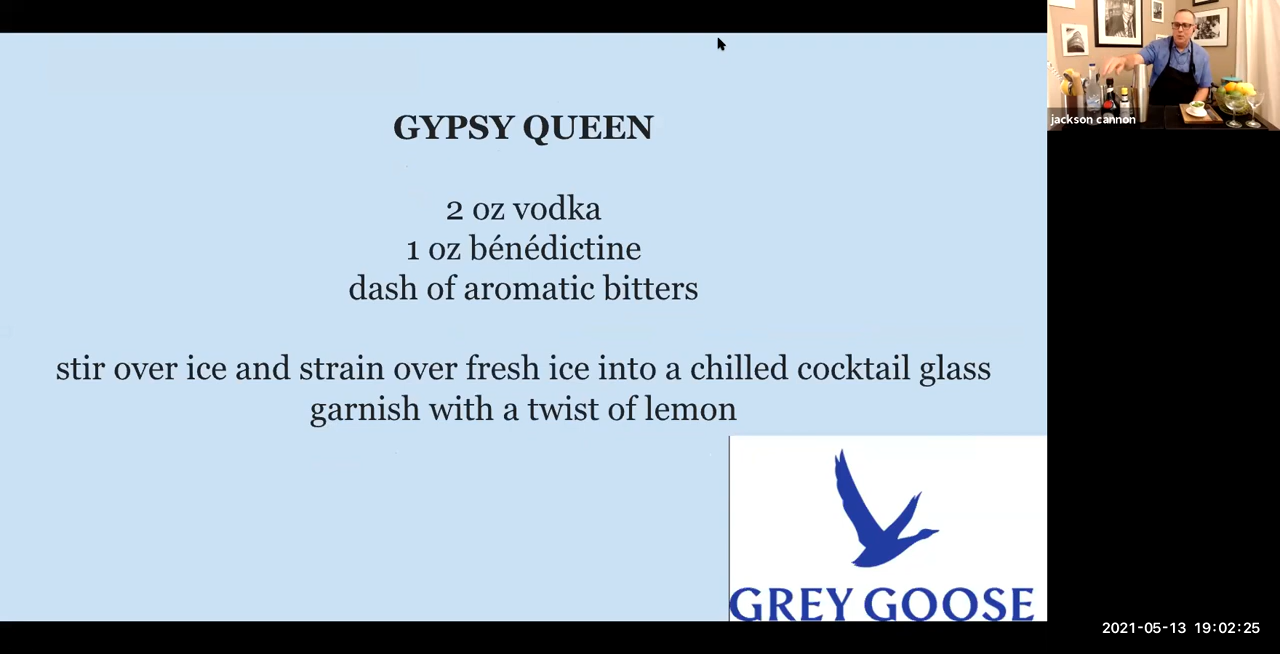 GYPSY QUEEN
2 oz vodka
1 oz bénédictine
dash of aromatic bitters
stir over ice and strain over fresh ice into a chilled cocktail glass
garnish with a twist of lemon
GREY GOOSE
jackson cannon
2021-05-13 19:02:25